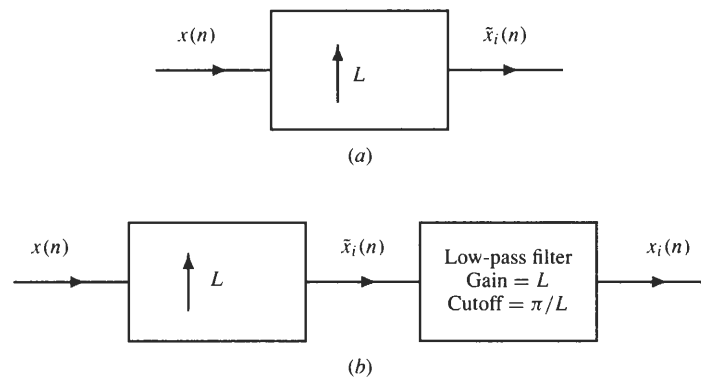 x(n)
x̃ᵢ(n)
↑ L
(a)
x(n)
↑ L
x̃ᵢ(n)
Low-pass filter
Gain = L
Cutoff = π/L
xᵢ(n)
(b)